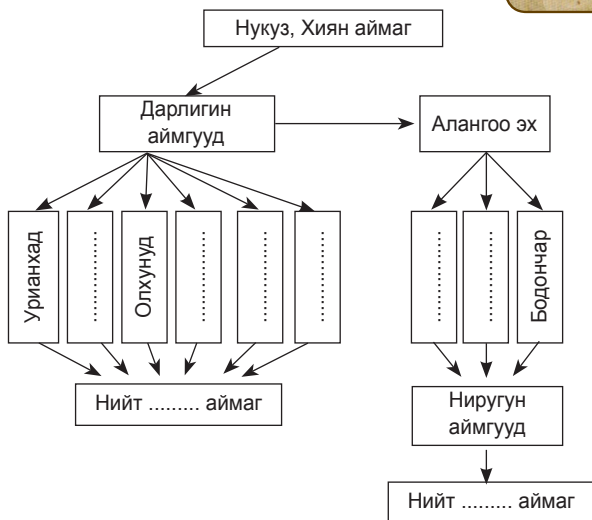 Нукуз, Хиян аймаг
Дарлигин
аймгууд
Алангоо эх
Урианхад
.............
Олхунуд
.............
.............
.............
.............
.............
Бодончар
Нийт ......... аймаг
Ниругун
аймгууд
Нийт ......... аймаг